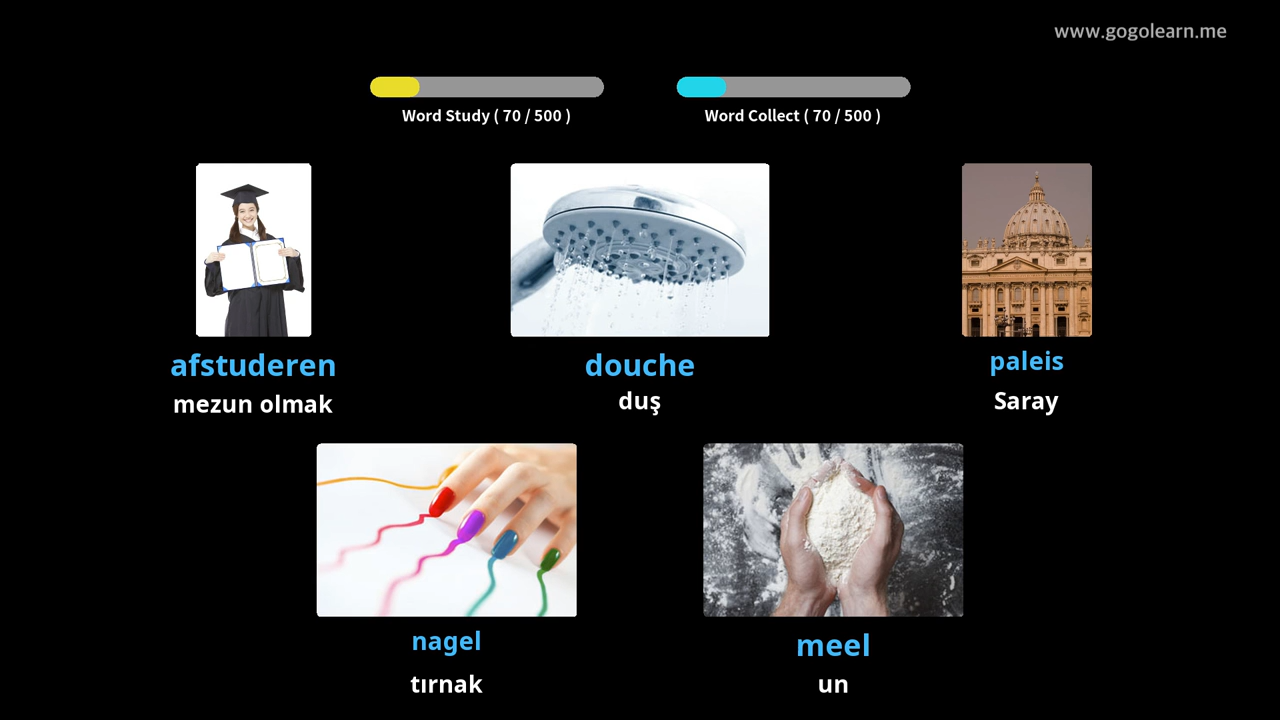 www.gogolearn.me
Word Study ( 70 / 500 )
Word Collect ( 70 / 500 )
afstuderen
mezun olmak
douche
duş
paleis
Saray
nagel
tırnak
meel
un